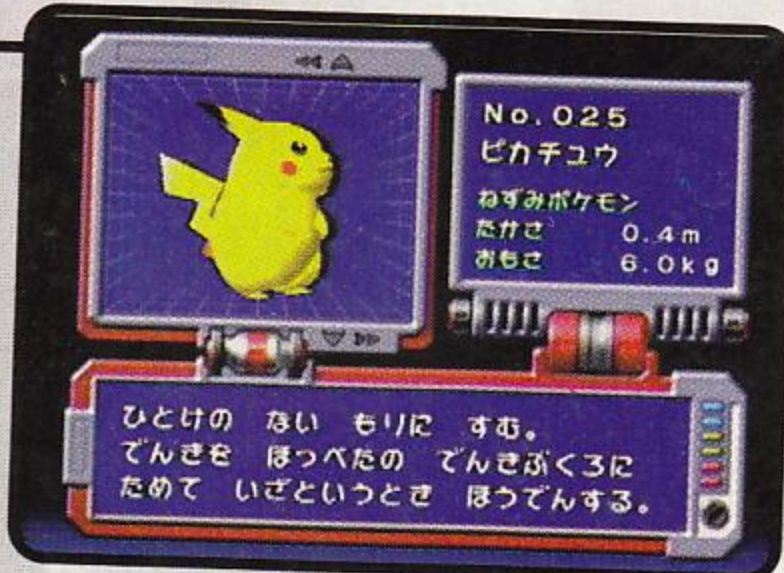 No.025
ピカチュウ
ねずみポケモン
たかさ 0.4m
おもさ 6.0kg
ひとけの ない もりに すむ。
でんきを ほっぺたの でんきぶくろに
ためて いざというとき ほうでんする。